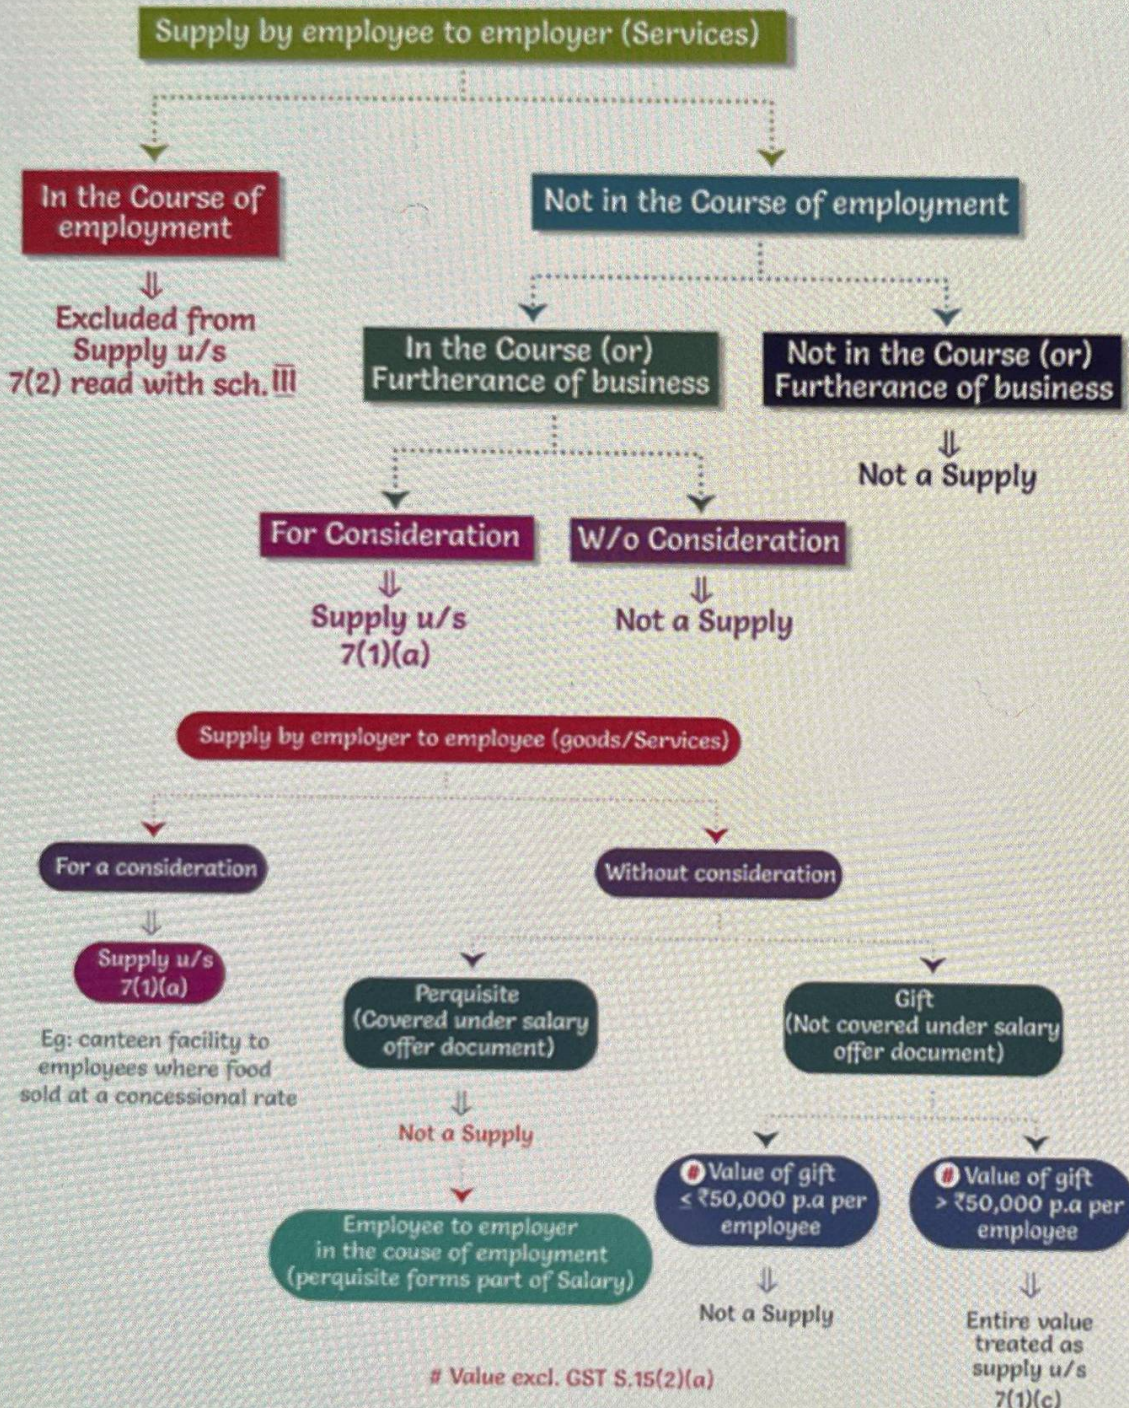 Supply by employee to employer (Services)
In the Course of
employment
Not in the Course of employment
Excluded from
Supply u/s
7(2) read with sch. III
In the Course (or)
Furtherance of business
Not in the Course (or)
Furtherance of business
Not a Supply
For Consideration
W/o Consideration
Supply u/s
7(1)(a)
Not a Supply
Supply by employer to employee (goods/Services)
For a consideration
Without consideration
Supply u/s
7(1)(a)
Eg: canteen facility to
employees where food
sold at a concessional rate
Perquisite
(Covered under salary
offer document)
Gift
(Not covered under salary
offer document)
Not a Supply
Employee to employer
in the couse of employment
(perquisite forms part of Salary)
# Value of gift
≤ ₹50,000 p.a per
employee
# Value of gift
> ₹50,000 p.a per
employee
Not a Supply
Entire value
treated as
supply u/s
7(1)(c)
# Value excl. GST S.15(2)(a)